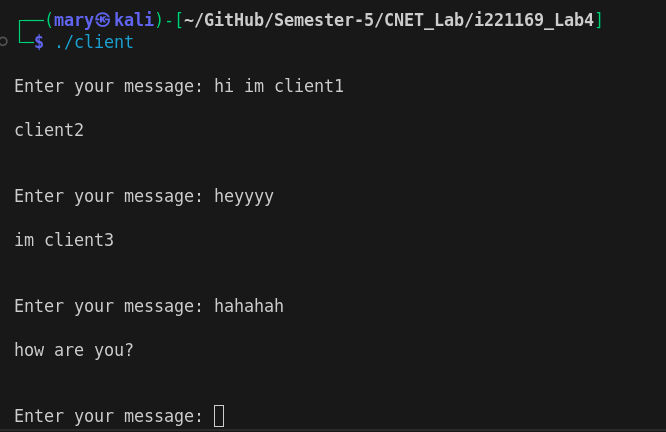 ┌──(mary㉿kali)-[~/GitHub/Semester-5/CNET_Lab/i221169_Lab4]
└─$ ./client
Enter your message: hi im client1
client2
Enter your message: heyyyy
im client3
Enter your message: hahahah
how are you?
Enter your message: